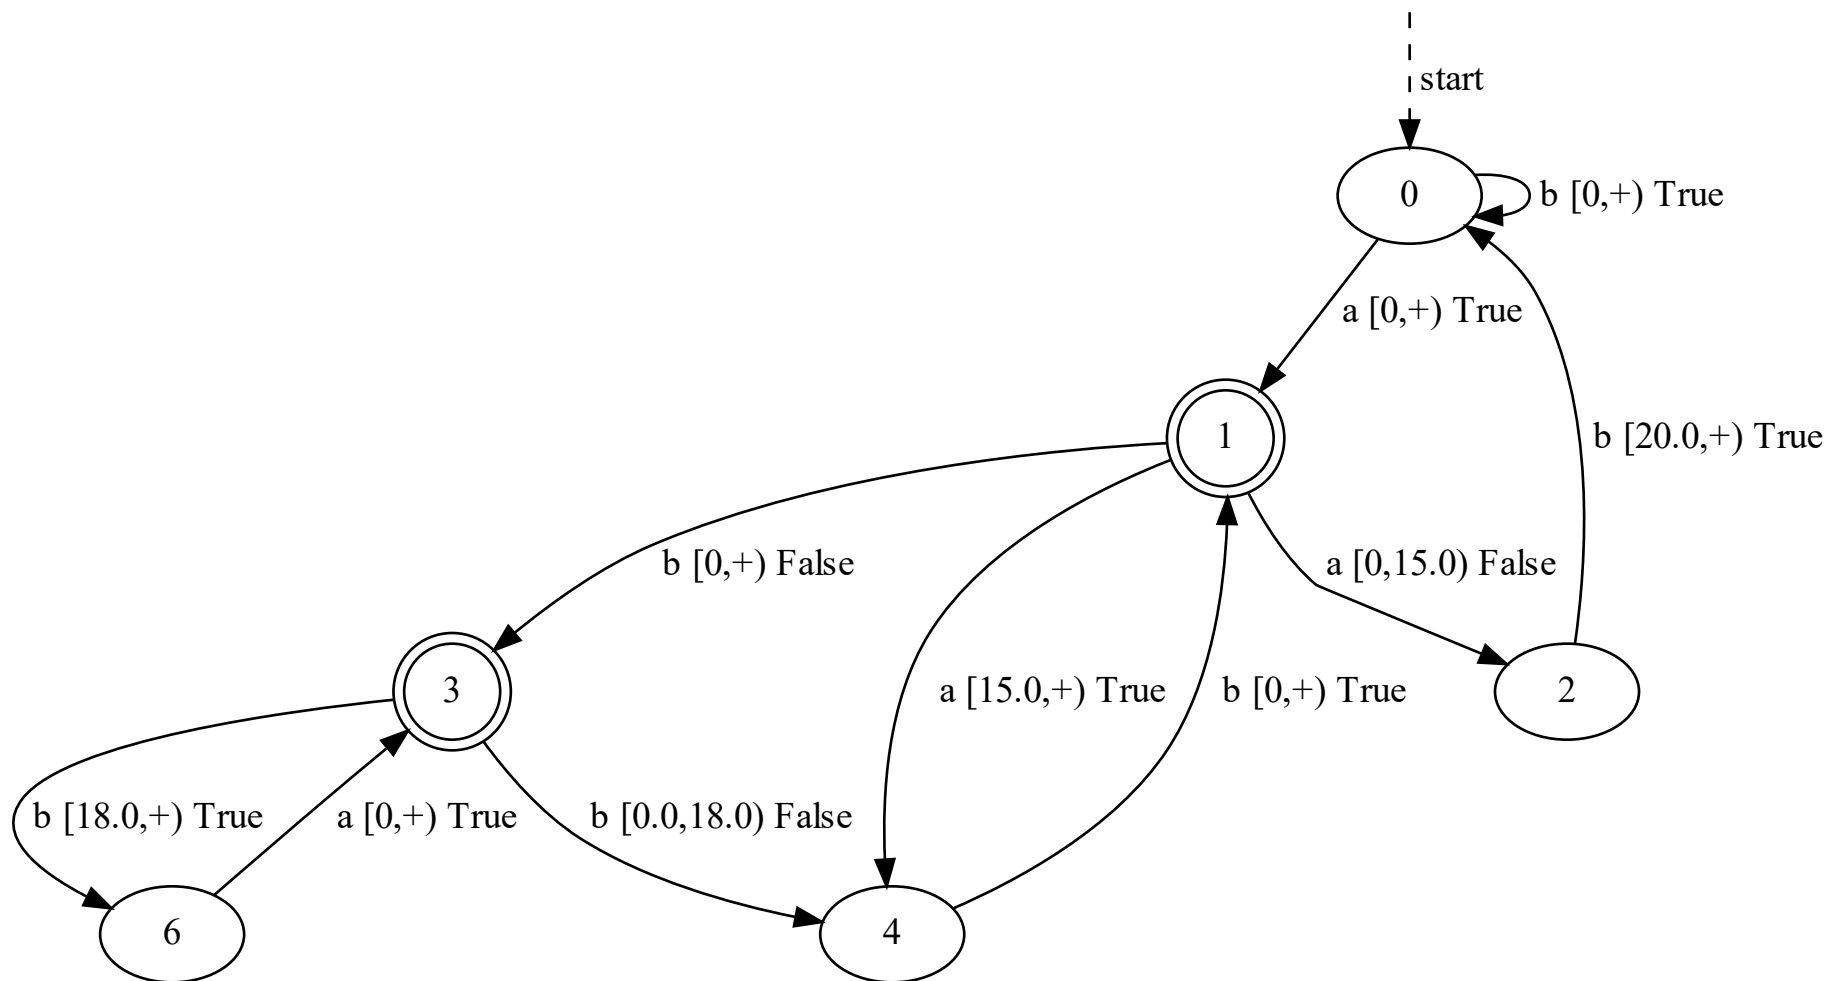 start
0
b [0,+) True
a [0,+) True
1
b [20.0,+) True
b [0,+) False
a [0,15.0) False
3
a [15.0,+) True
b [0,+) True
2
b [18.0,+) True
a [0,+) True
b [0.0,18.0) False
6
4